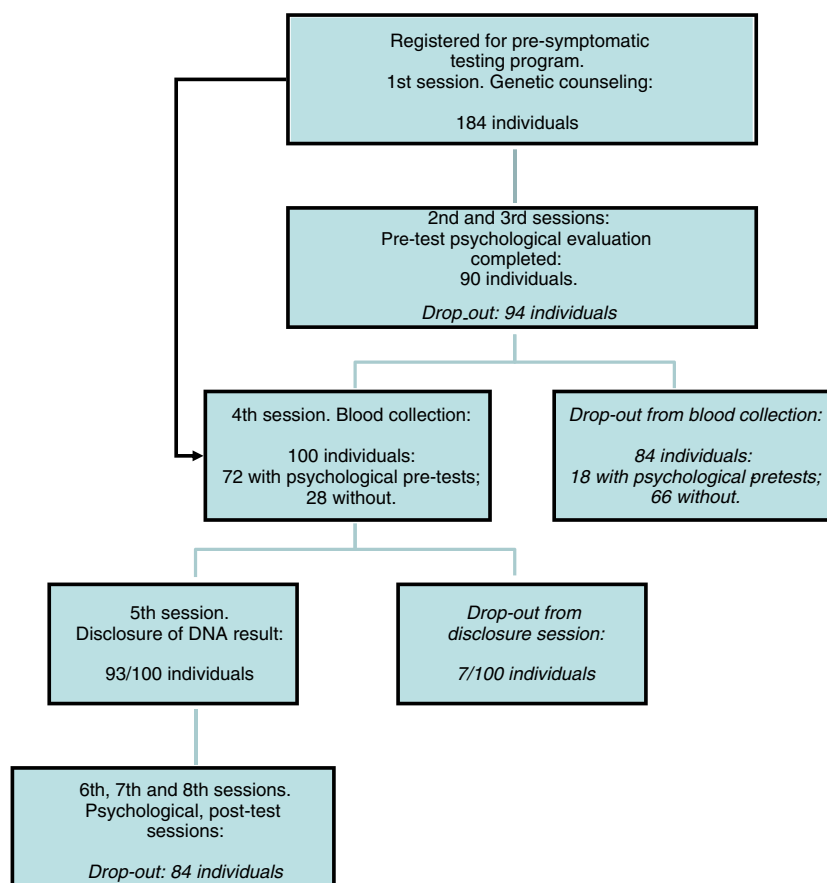 Registered for pre-symptomatic
testing program.
1st session. Genetic counseling:
184 individuals
2nd and 3rd sessions:
Pre-test psychological evaluation
completed:
90 individuals.
Drop-out: 94 individuals
4th session. Blood collection:
100 individuals:
72 with psychological pre-tests;
28 without.
Drop-out from blood collection:
84 individuals:
18 with psychological pretests;
66 without.
5th session.
Disclosure of DNA result:
93/100 individuals
Drop-out from
disclosure session:
7/100 individuals
6th, 7th and 8th sessions.
Psychological, post-test
sessions:
Drop-out: 84 individuals